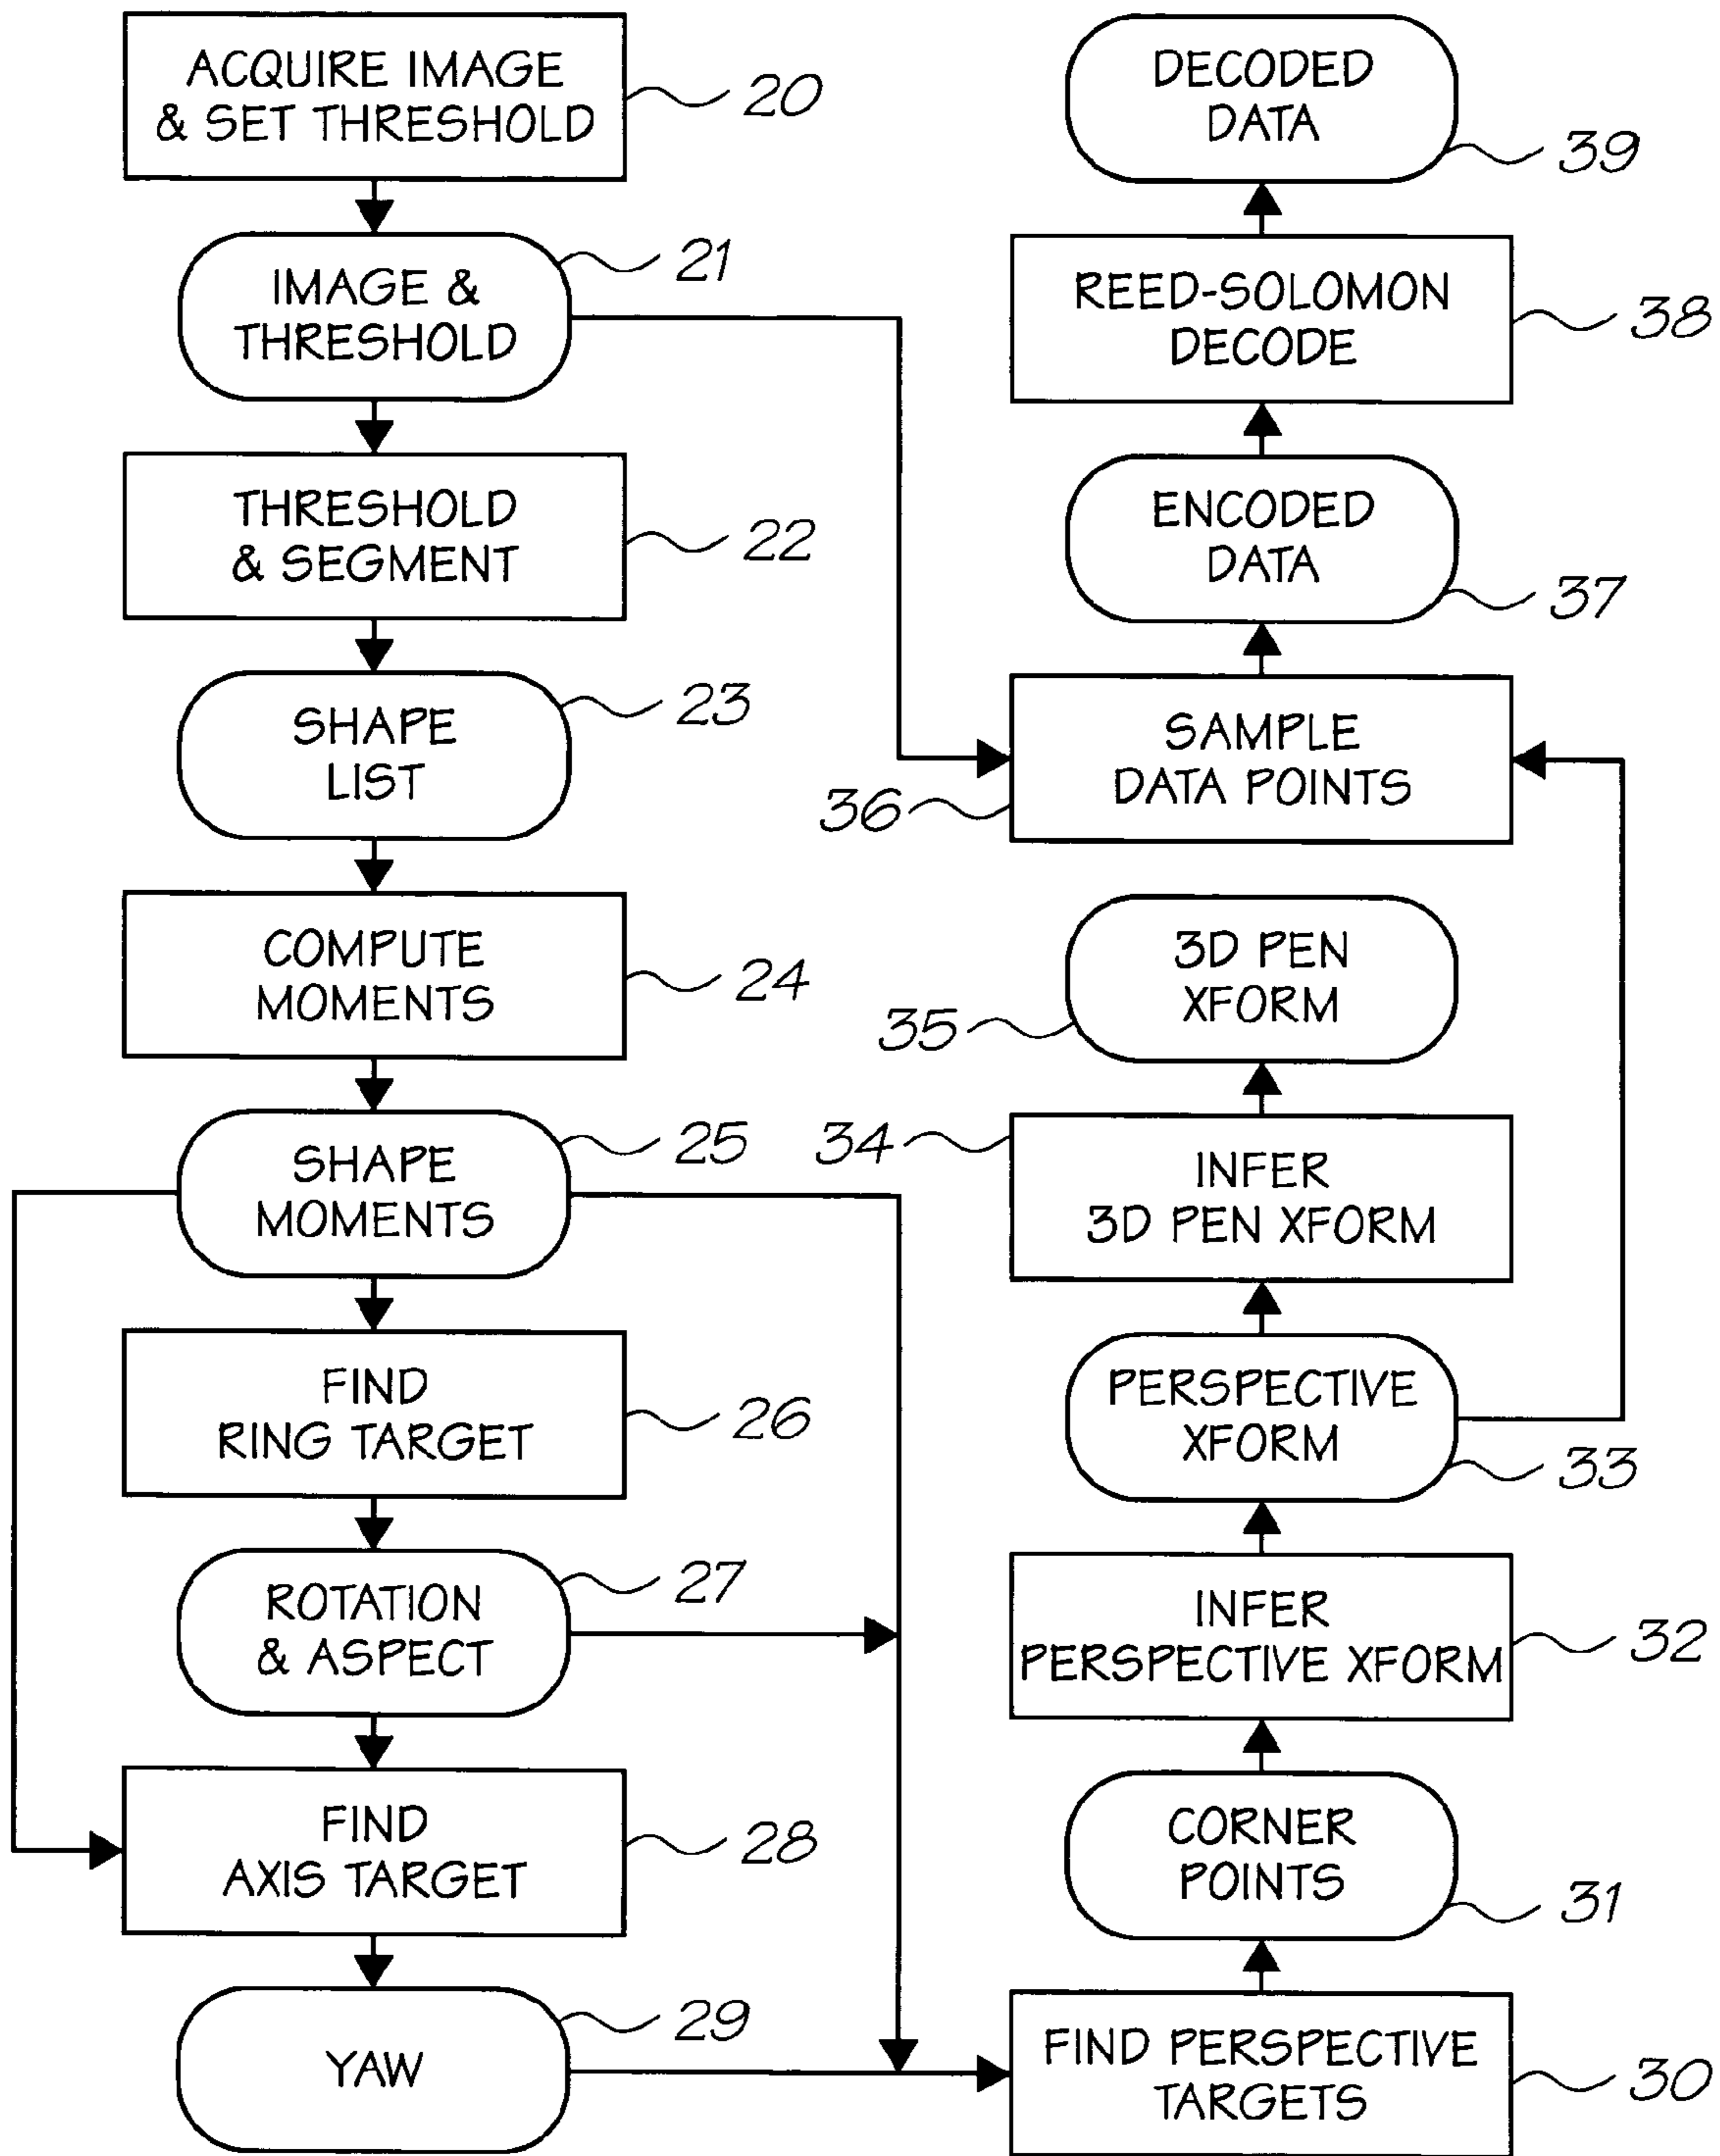 ACQUIRE IMAGE
& SET THRESHOLD
20
IMAGE &
THRESHOLD
21
THRESHOLD
& SEGMENT
22
SHAPE
LIST
23
COMPUTE
MOMENTS
24
SHAPE
MOMENTS
25
FIND
RING TARGET
26
ROTATION
& ASPECT
27
FIND
AXIS TARGET
28
YAW
29
DECODED
DATA
39
REED-SOLOMON
DECODE
38
ENCODED
DATA
37
SAMPLE
DATA POINTS
36
3D PEN
XFORM
35
34
INFER
3D PEN XFORM
PERSPECTIVE
XFORM
33
INFER
PERSPECTIVE XFORM
32
CORNER
POINTS
31
FIND PERSPECTIVE
TARGETS
30